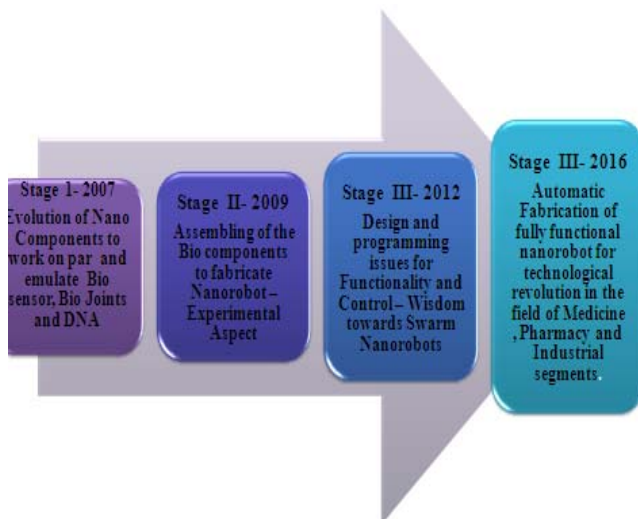 Stage 1- 2007
Evolution of Nano
Components to
work on par and
emulate Bio
sensor, Bio Joints
and DNA
Stage II- 2009
Assembling of the
Bio components
to fabricate
Nanorobot –
Experimental
Aspect
Stage III- 2012
Design and
programming
issues for
Functionality and
Control – Wisdom
towards Swarm
Nanorobots
Stage III- 2016
Automatic
Fabrication of
fully functional
nanorobot for
technological
revolution in the
field of Medicine
,Pharmacy and
Industrial
segments.